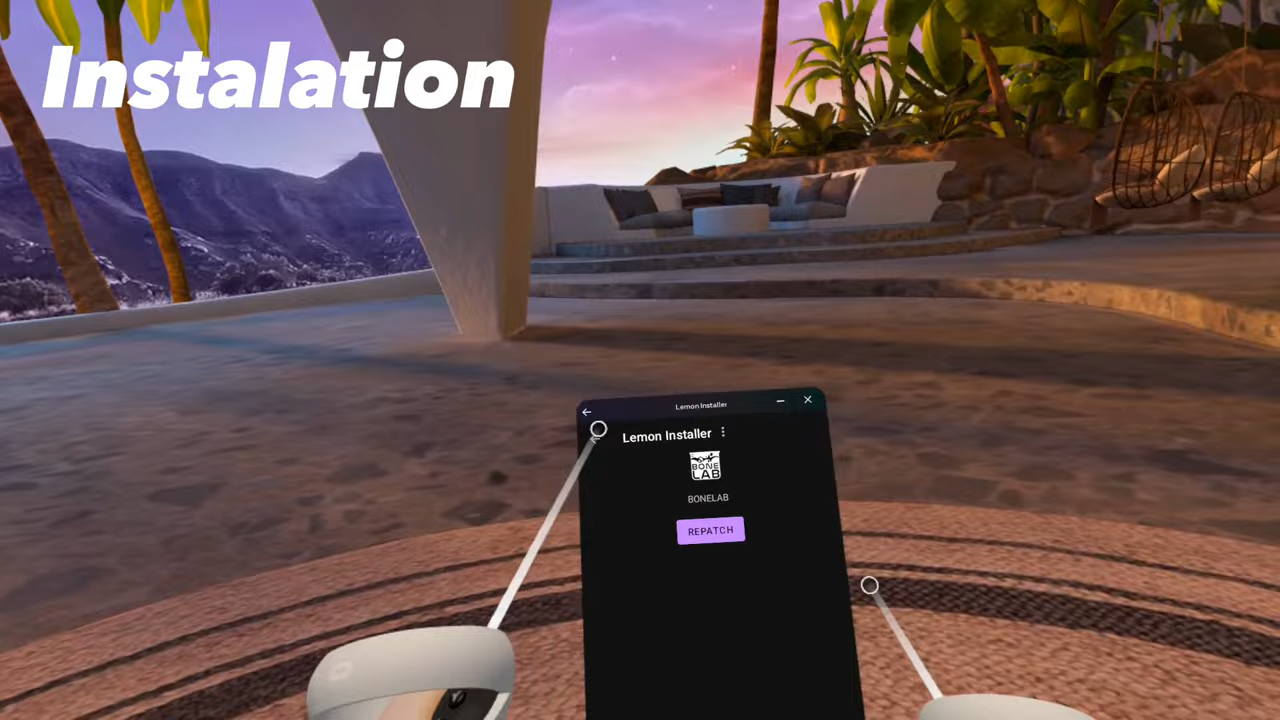 Instalation
Lemon Installer
Lemon Installer
BONE
LAB
BONELAB
REPATCH